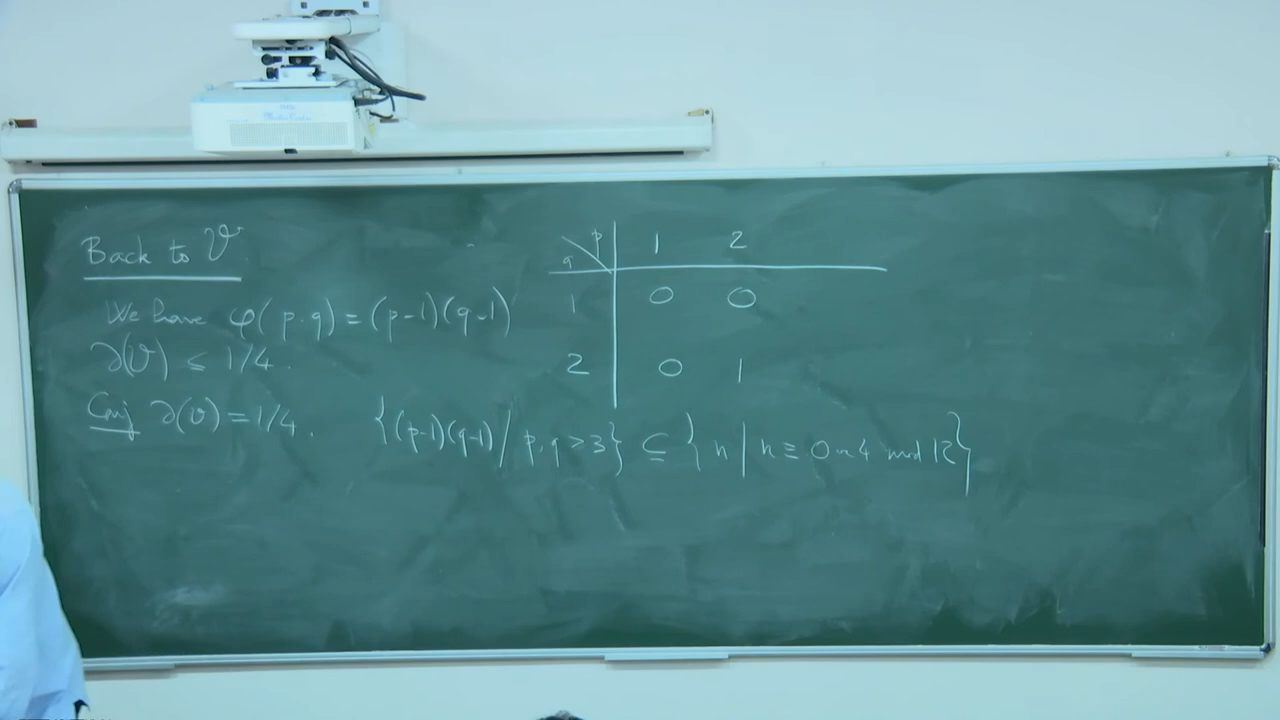 Back to 𝒱
We have φ(p·q) = (p-1)(q-1)
∂(𝒱) ≤ 1/4.
Conj ∂(𝒱) = 1/4.
{(p-1)(q-1) / p, q > 3} ⊆ {n | n ≡ 0 or 4 mod 12}
q \ p 1 2
1 0 0
2 0 1